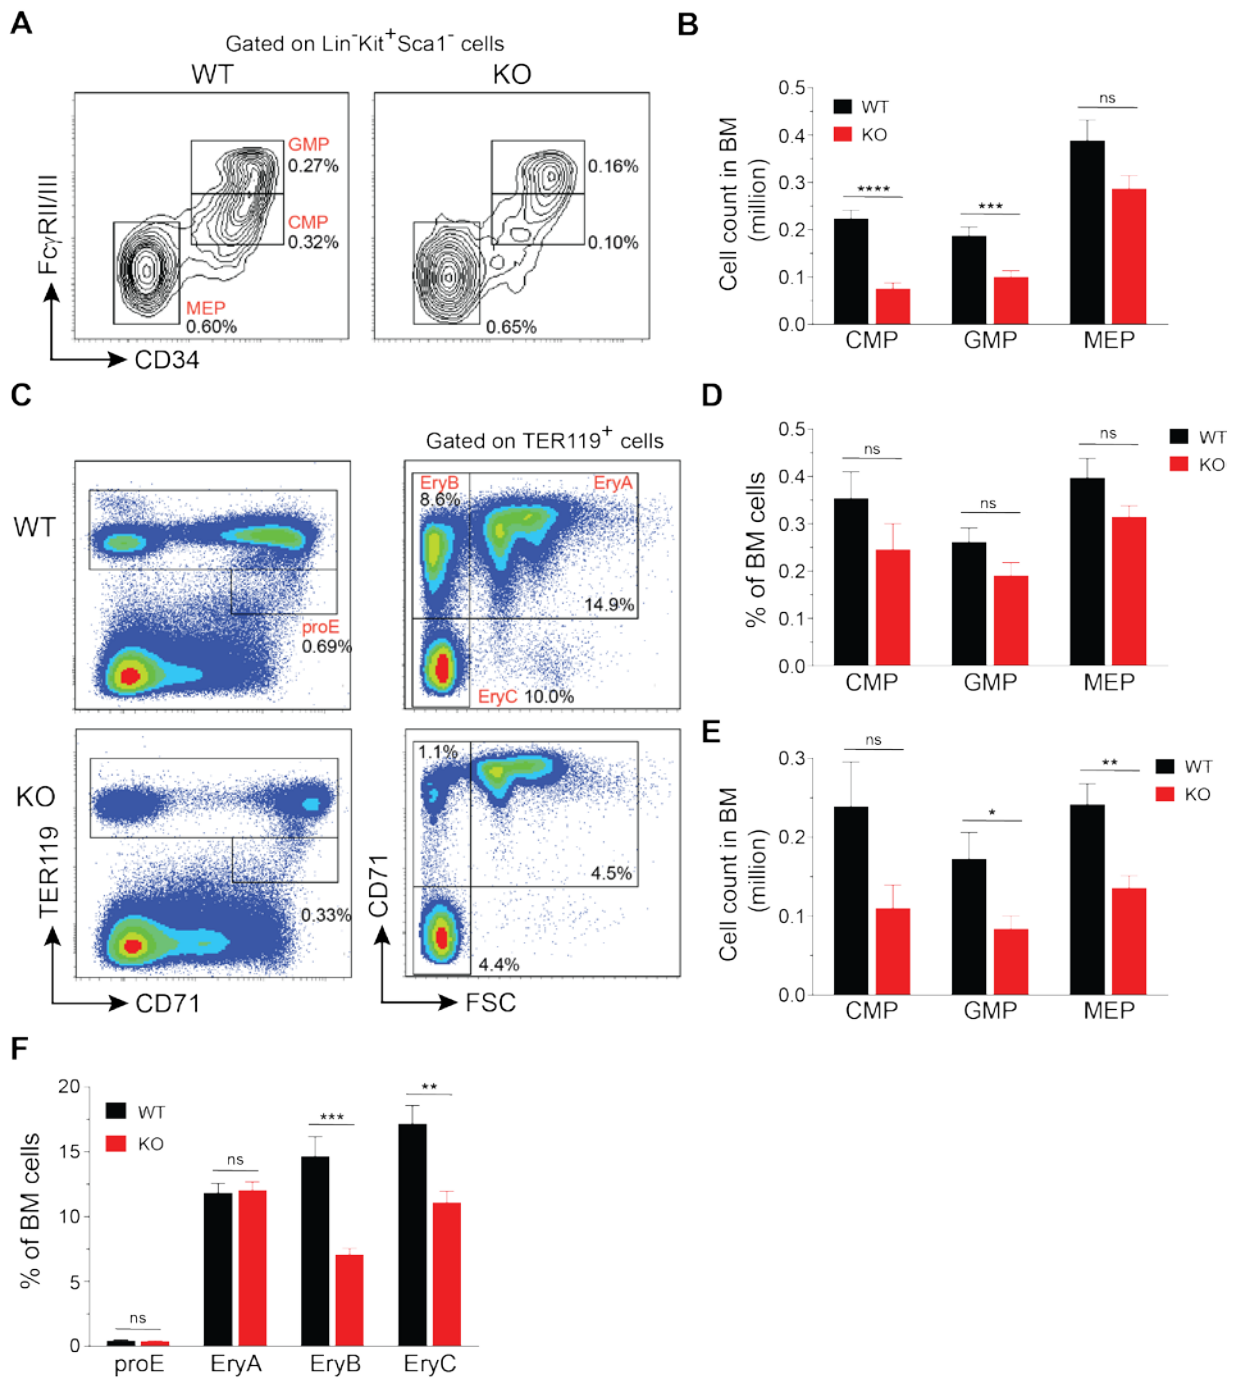 A
Gated on Lin⁻Kit⁺Sca1⁻ cells
WT
KO
GMP
0.27%
CMP
0.32%
MEP
0.60%
0.16%
0.10%
0.65%
FcγRII/III
CD34
B
Cell count in BM
(million)
0.5
0.4
0.3
0.2
0.1
0.0
WT
KO
****
***
ns
CMP
GMP
MEP
C
Gated on TER119⁺ cells
WT
proE
0.69%
EryB
8.6%
EryA
14.9%
EryC 10.0%
KO
0.33%
1.1%
4.5%
4.4%
TER119
CD71
CD71
FSC
D
% of BM cells
0.5
0.4
0.3
0.2
0.1
0.0
ns
ns
ns
WT
KO
CMP
GMP
MEP
E
Cell count in BM
(million)
0.3
0.2
0.1
0.0
ns
*
**
WT
KO
CMP
GMP
MEP
F
% of BM cells
20
15
10
5
0
WT
KO
ns
ns
***
**
proE
EryA
EryB
EryC